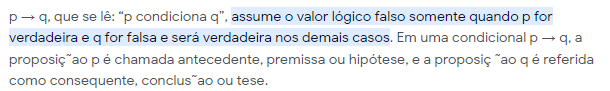 p → q, que se lê: “p condiciona q”, assume o valor lógico falso somente quando p for
verdadeira e q for falsa e será verdadeira nos demais casos. Em uma condicional p → q, a
proposiç˜ao p é chamada antecedente, premissa ou hipótese, e a proposiç ˜ao q é referida
como consequente, conclus˜ao ou tese.